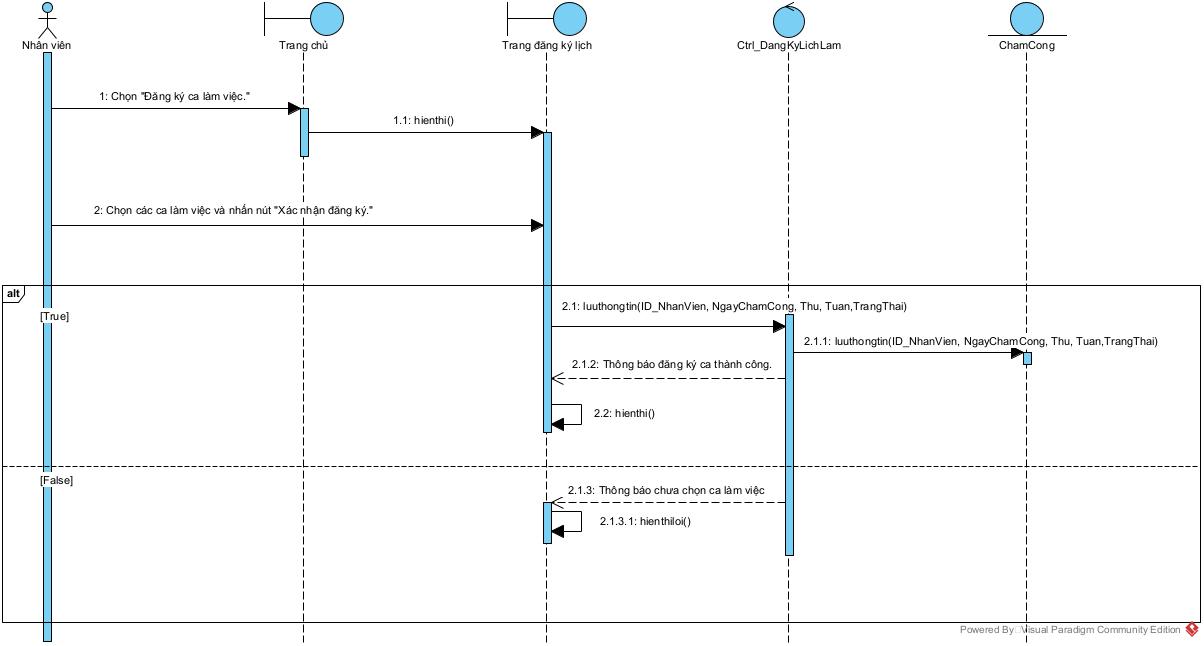 Nhân viên
Trang chủ
Trang đăng ký lịch
Ctrl_DangKyLichLam
ChamCong
1: Chọn "Đăng ký ca làm việc."
1.1: hienthi()
2: Chọn các ca làm việc và nhấn nút "Xác nhận đăng ký."
alt
[True]
2.1: luuthongtin(ID_NhanVien, NgayChamCong, Thu, Tuan,TrangThai)
2.1.1: luuthongtin(ID_NhanVien, NgayChamCong, Thu, Tuan,TrangThai)
2.1.2: Thông báo đăng ký ca thành công.
2.2: hienthi()
[False]
2.1.3: Thông báo chưa chọn ca làm việc
2.1.3.1: hienthiloi()
Powered By Visual Paradigm Community Edition